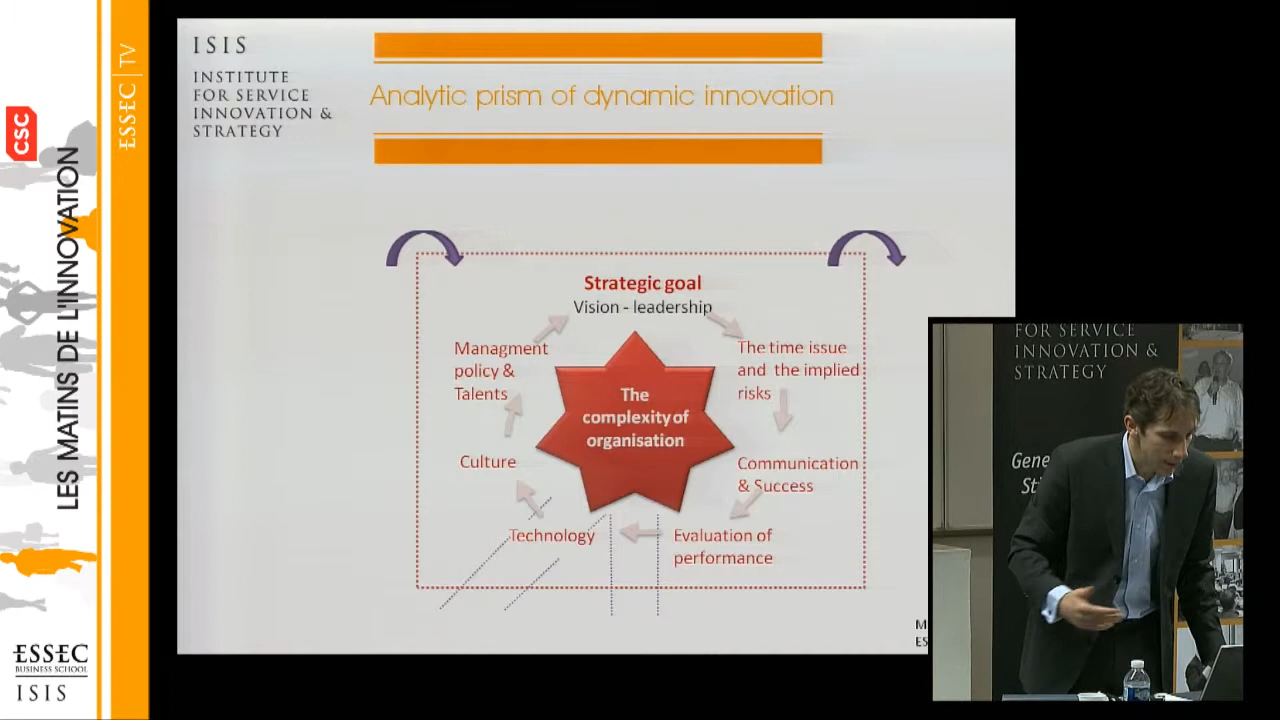 CSC
LES MATINS DE L'INNOVATION
ESSEC | TV
ESSEC
BUSINESS SCHOOL
ISIS
ISIS
INSTITUTE
FOR SERVICE
INNOVATION &
STRATEGY
Analytic prism of dynamic innovation
Strategic goal
Vision - leadership
The time issue
and the implied
risks
Communication
& Success
Evaluation of
performance
Technology
Culture
Managment
policy &
Talents
The
complexity of
organisation
FOR SERVICE
INNOVATION &
STRATEGY